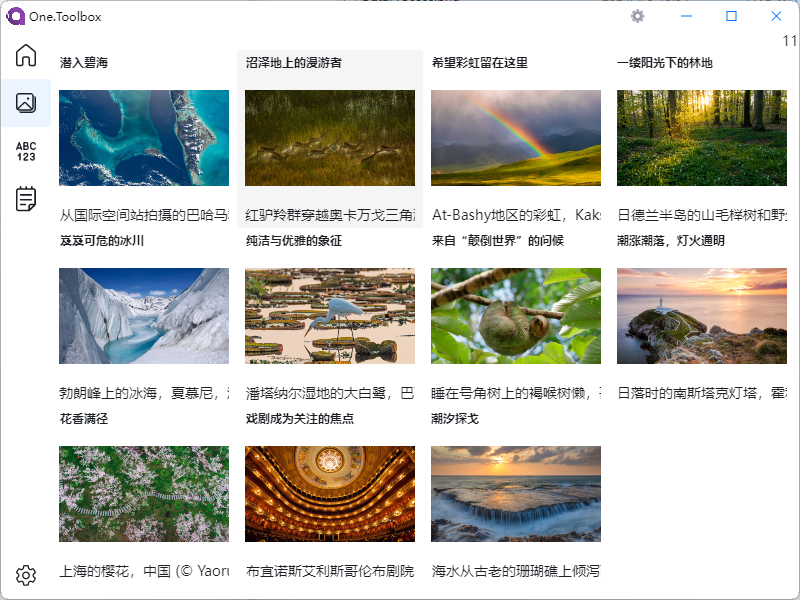 One.Toolbox
11
潜入碧海
沼泽地上的漫游者
希望彩虹留在这里
一缕阳光下的林地
ABC
123
从国际空间站拍摄的巴哈马
红驴羚群穿越奥卡万戈三角
At-Bashy地区的彩虹，Kaks
日德兰半岛的山毛榉树和野
岌岌可危的冰川
纯洁与优雅的象征
来自“颠倒世界”的问候
潮涨潮落，灯火通明
勃朗峰上的冰海，夏慕尼，
潘塔纳尔湿地的大白鹭，巴
睡在号角树上的褐喉树懒，
日落时的南斯塔克灯塔，霍
花香满径
戏剧成为关注的焦点
潮汐探戈
上海的樱花，中国 (© Yaoru
布宜诺斯艾利斯哥伦布剧院
海水从古老的珊瑚礁上倾泻